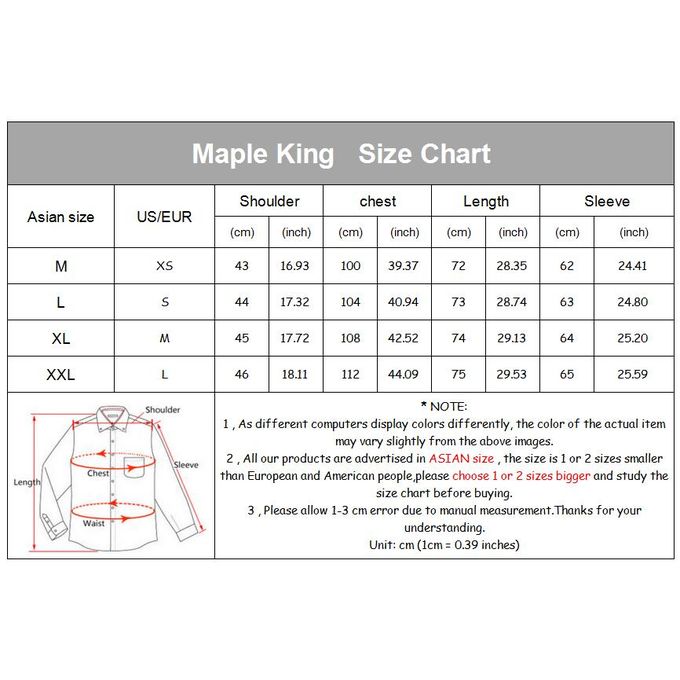 Maple King Size Chart
Asian size US/EUR Shoulder chest Length Sleeve
(cm) (inch) (cm) (inch) (cm) (inch) (cm) (inch)
M XS 43 16.93 100 39.37 72 28.35 62 24.41
L S 44 17.32 104 40.94 73 28.74 63 24.80
XL M 45 17.72 108 42.52 74 29.13 64 25.20
XXL L 46 18.11 112 44.09 75 29.53 65 25.59
Shoulder
Sleeve
Chest
Length
Waist
* NOTE:
1 , As different computers display colors differently, the color of the actual item
may vary slightly from the above images.
2 , All our products are advertised in ASIAN size , the size is 1 or 2 sizes smaller
than European and American people,please choose 1 or 2 sizes bigger and study the
size chart before buying.
3 , Please allow 1-3 cm error due to manual measurement.Thanks for your
understanding.
Unit: cm (1cm = 0.39 inches)